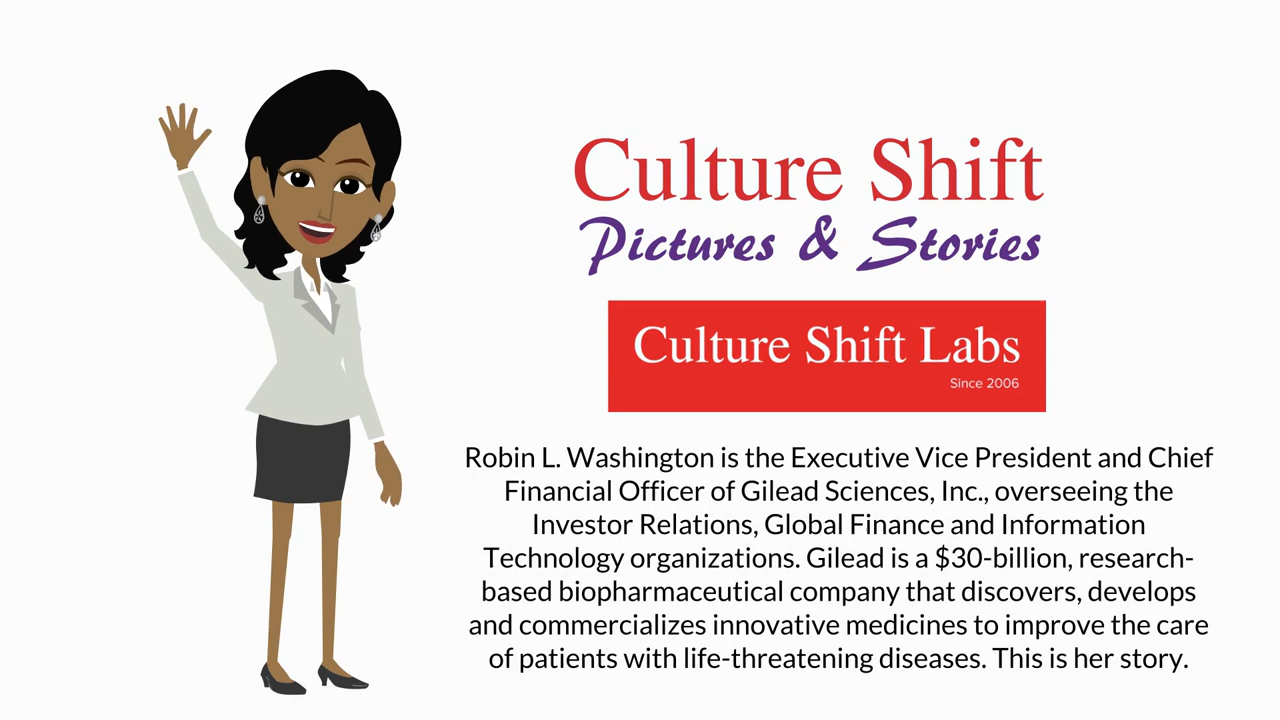 Culture Shift
Pictures & Stories
Culture Shift Labs
Since 2006
Robin L. Washington is the Executive Vice President and Chief
Financial Officer of Gilead Sciences, Inc., overseeing the
Investor Relations, Global Finance and Information
Technology organizations. Gilead is a $30-billion, research-
based biopharmaceutical company that discovers, develops
and commercializes innovative medicines to improve the care
of patients with life-threatening diseases. This is her story.